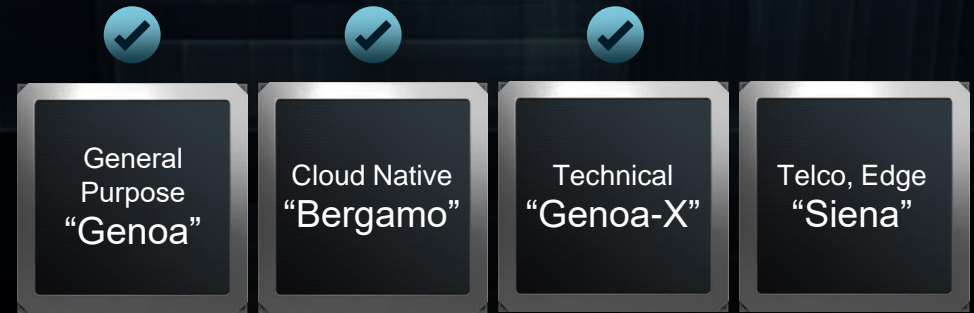 General
Purpose
“Genoa”
Cloud Native
“Bergamo”
Technical
“Genoa-X”
Telco, Edge
“Siena”